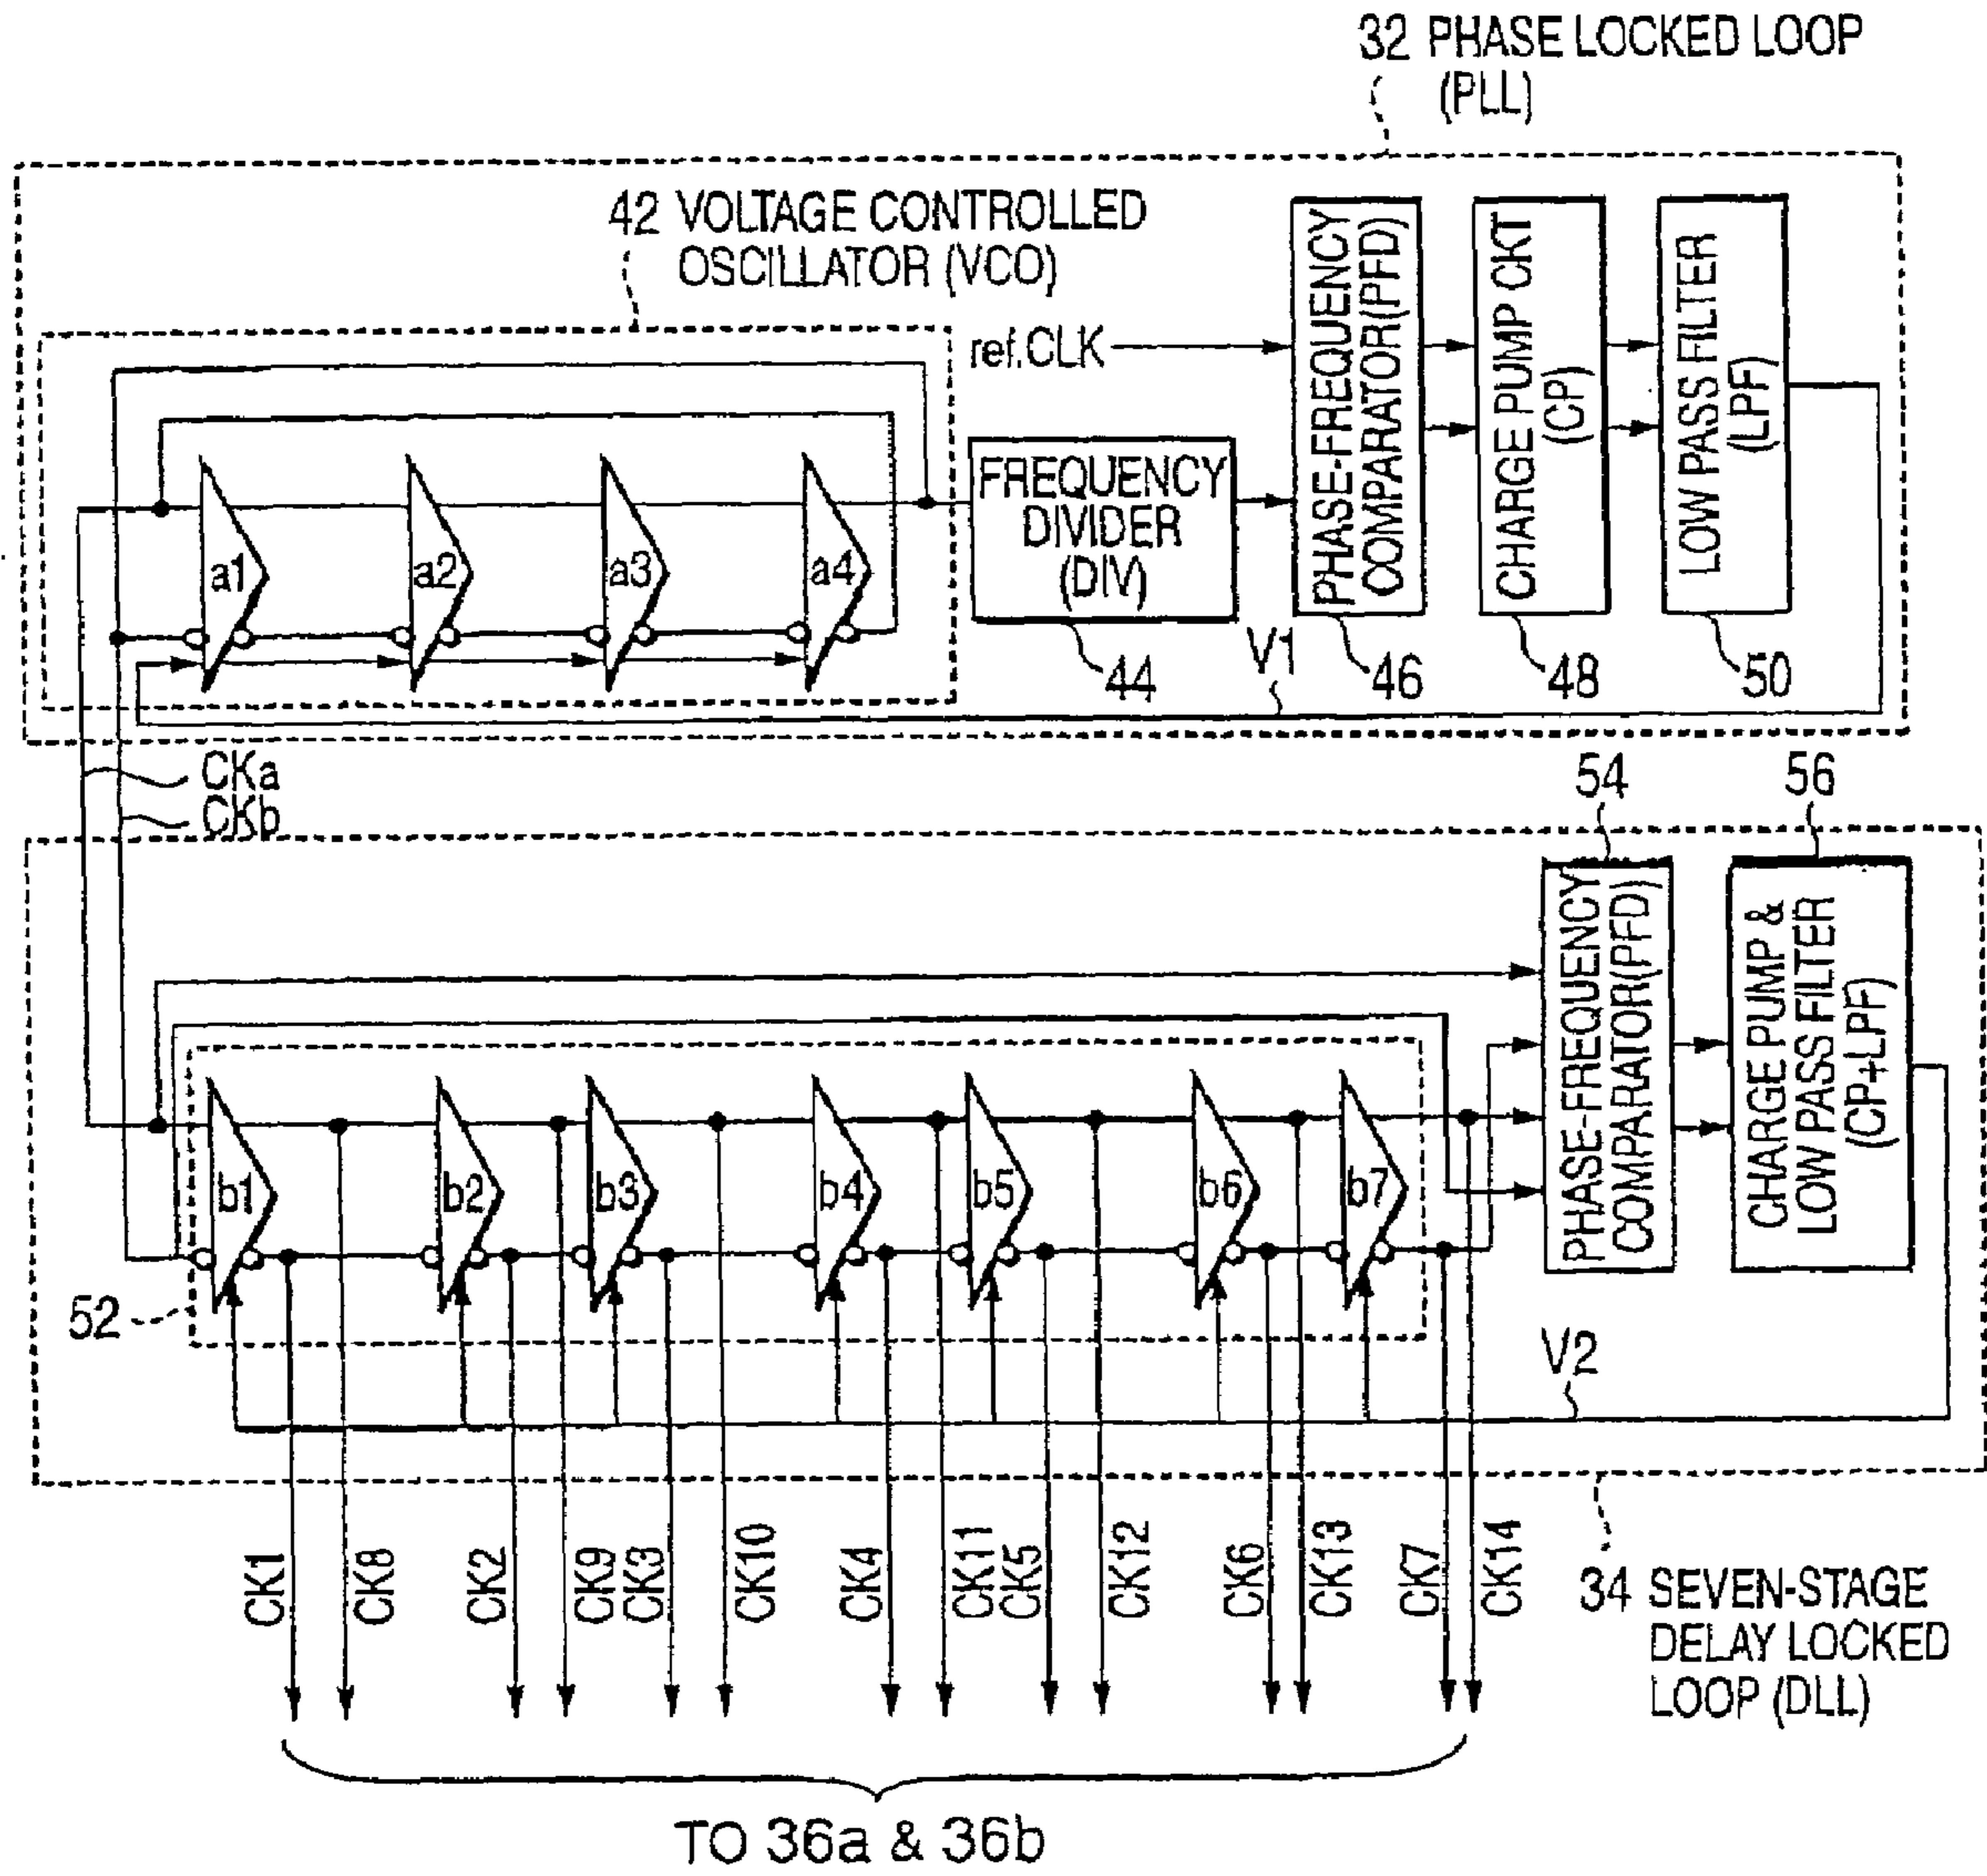 32 PHASE LOCKED LOOP
(PLL)
42 VOLTAGE CONTROLLED
OSCILLATOR (VCO)
ref.CLK
PHASE-FREQUENCY
COMPARATOR(PFD)
CHARGE PUMP CKT
(CP)
LOW PASS FILTER
(LPF)
FREQUENCY
DIVIDER
(DIV)
a1
a2
a3
a4
44
V1
46
48
50
CKa
CKb
54
56
PHASE-FREQUENCY
COMPARATOR(PFD)
CHARGE PUMP &
LOW PASS FILTER
(CP+LPF)
b1
b2
b3
b4
b5
b6
b7
52
V2
CK1
CK8
CK2
CK9
CK3
CK10
CK4
CK11
CK5
CK12
CK6
CK13
CK7
CK14
34 SEVEN-STAGE
DELAY LOCKED
LOOP (DLL)
TO 36a & 36b